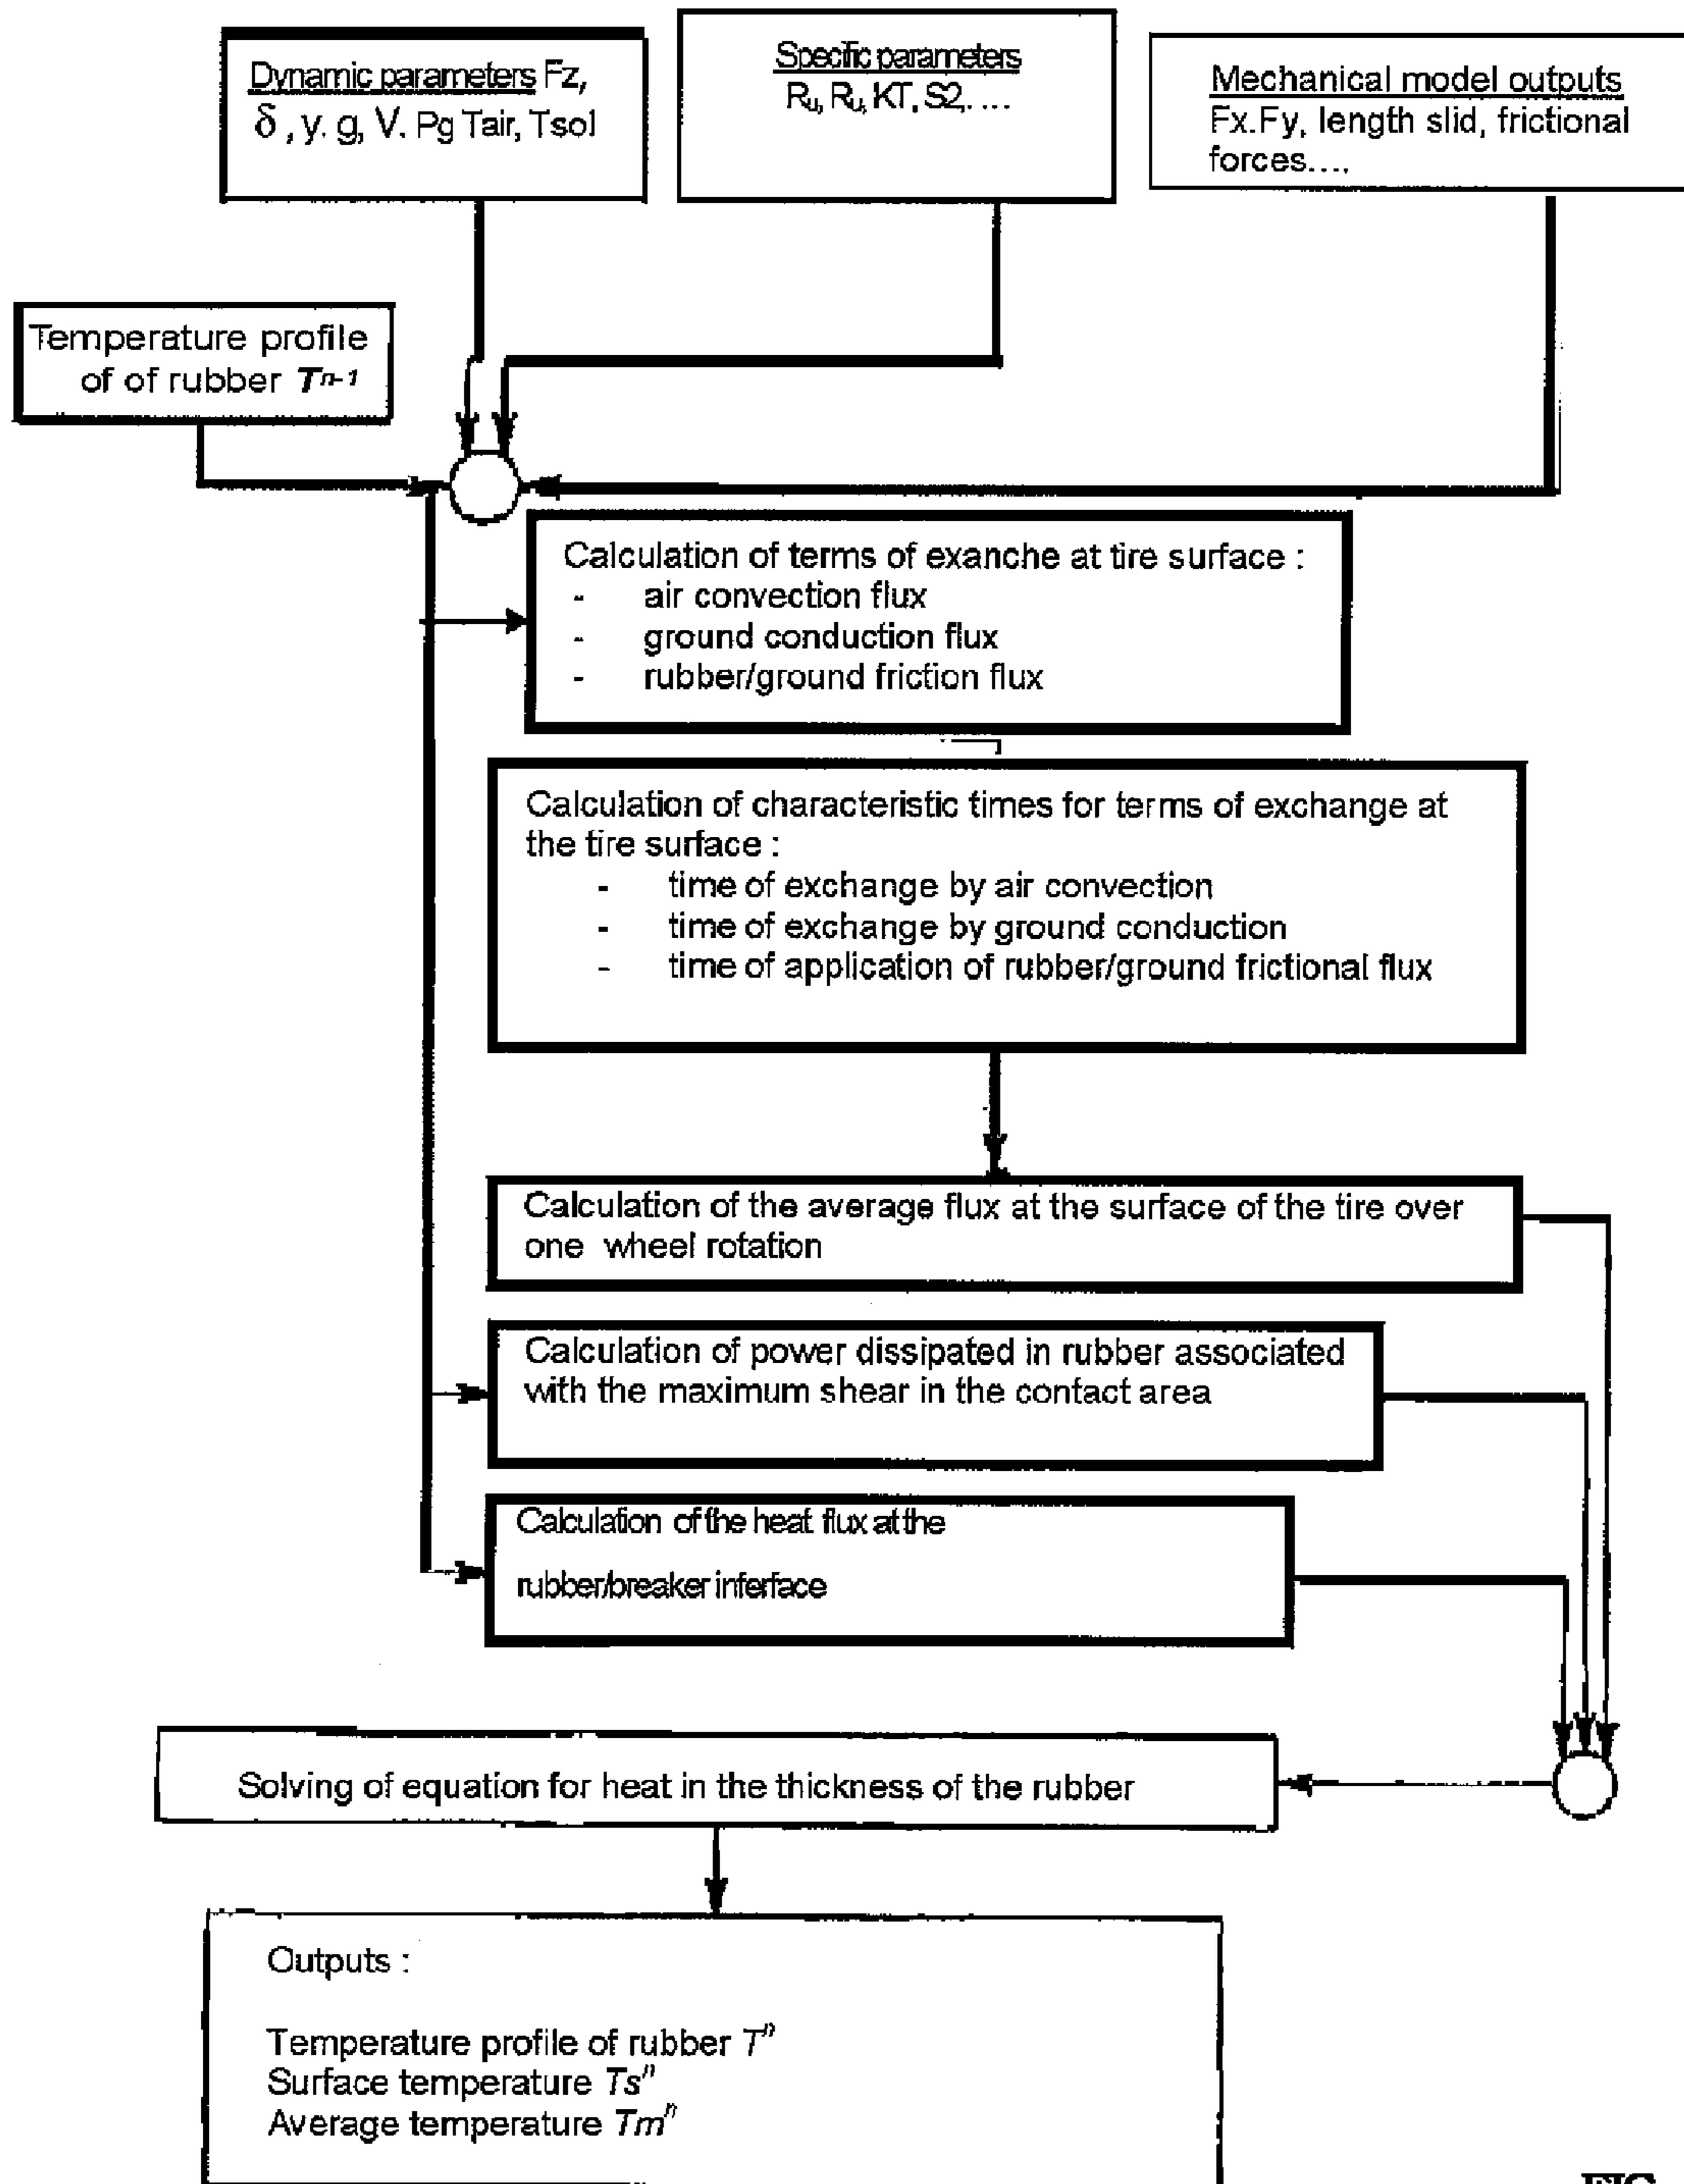 Dynamic parameters Fz,
δ, y. g, V. Pg Tair, Tsol
Specific parameters
Ru, Ru, KT, S2, ....
Mechanical model outputs
Fx.Fy, length slid, frictional
forces...,
Temperature profile
of of rubber Tⁿ⁻¹
Calculation of terms of exanche at tire surface :
- air convection flux
- ground conduction flux
- rubber/ground friction flux
Calculation of characteristic times for terms of exchange at
the tire surface :
- time of exchange by air convection
- time of exchange by ground conduction
- time of application of rubber/ground frictional flux
Calculation of the average flux at the surface of the tire over
one wheel rotation
Calculation of power dissipated in rubber associated
with the maximum shear in the contact area
Calculation of the heat flux at the
rubber/breaker inferface
Solving of equation for heat in the thickness of the rubber
Outputs :
Temperature profile of rubber Tⁿ
Surface temperature Tsⁿ
Average temperature Tmⁿ
FIG